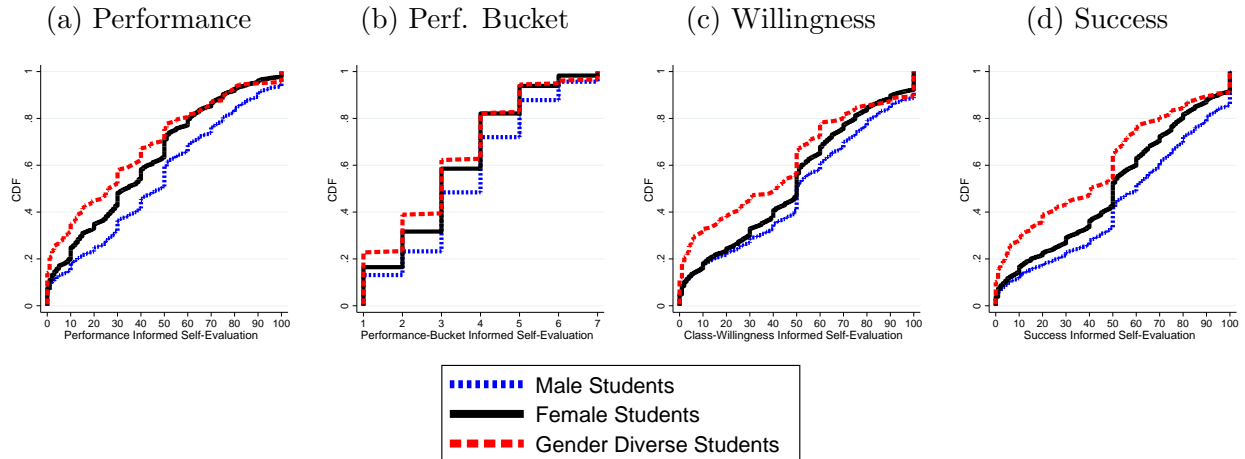 (a) Performance (b) Perf. Bucket (c) Willingness (d) Success
CDF
0 .2 .4 .6 .8 1
0 10 20 30 40 50 60 70 80 90 100
Performance Informed Self-Evaluation
CDF
0 .2 .4 .6 .8 1
1 2 3 4 5 6 7
Performance-Bucket Informed Self-Evaluation
CDF
0 .2 .4 .6 .8 1
0 10 20 30 40 50 60 70 80 90 100
Class-Willingness Informed Self-Evaluation
CDF
0 .2 .4 .6 .8 1
0 10 20 30 40 50 60 70 80 90 100
Success Informed Self-Evaluation
Male Students
Female Students
Gender Diverse Students